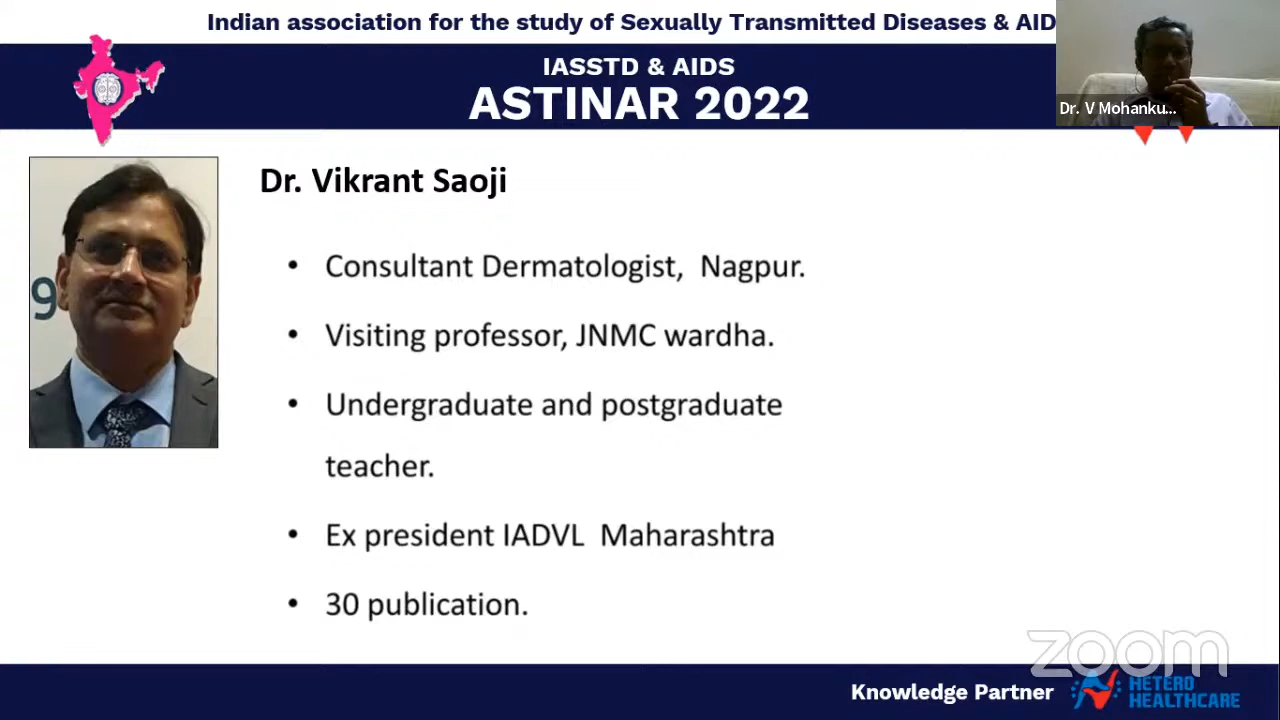 Indian association for the study of Sexually Transmitted Diseases & AID
IASSTD & AIDS
ASTINAR 2022
Dr. V Mohanku...
Dr. Vikrant Saoji
9
• Consultant Dermatologist, Nagpur.
• Visiting professor, JNMC wardha.
• Undergraduate and postgraduate
teacher.
• Ex president IADVL Maharashtra
• 30 publication.
zoom
Knowledge Partner
HETERO
HEALTHCARE